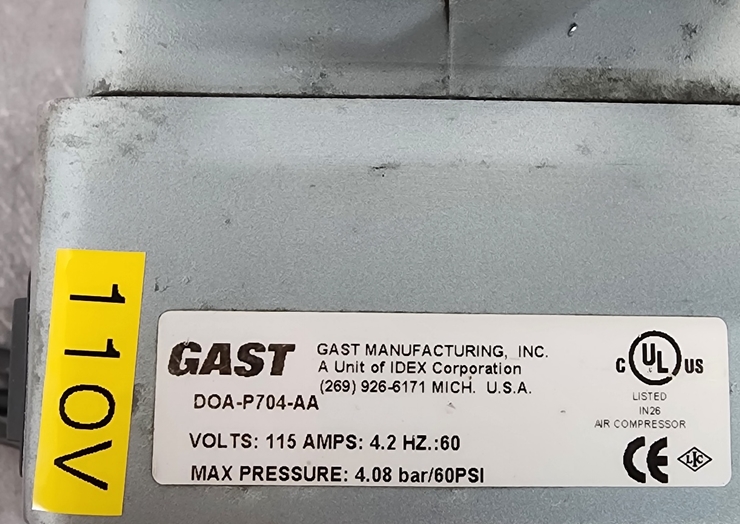 110V
GAST
GAST MANUFACTURING, INC.
A Unit of IDEX Corporation
(269) 926-6171 MICH. U.S.A.
DOA-P704-AA
VOLTS: 115 AMPS: 4.2 HZ.:60
MAX PRESSURE: 4.08 bar/60PSI
C UL US
LISTED
IN26
AIR COMPRESSOR
CE